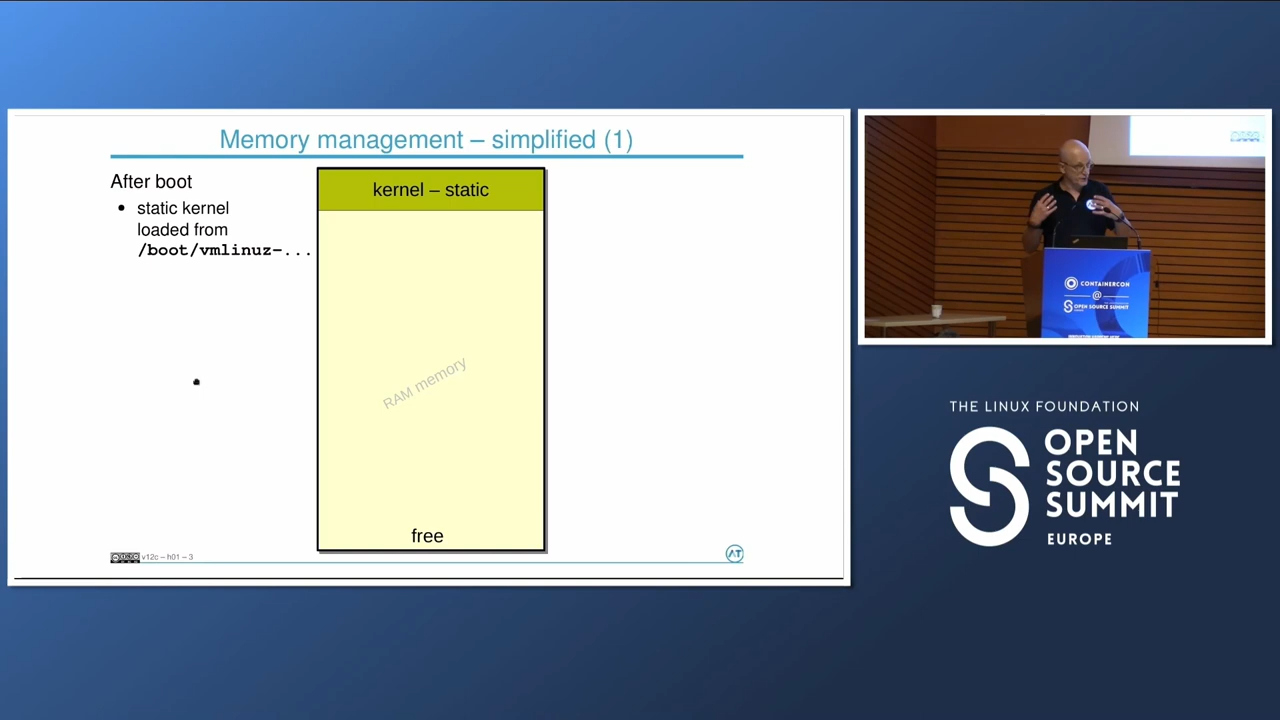 Memory management – simplified (1)
After boot
• static kernel
loaded from
/boot/vmlinuz-...
kernel – static
RAM memory
free
v12c – h01 – 3
AT
CONTAINERCON
@
OPEN SOURCE SUMMIT
THE LINUX FOUNDATION
OPEN
SOURCE
SUMMIT
EUROPE